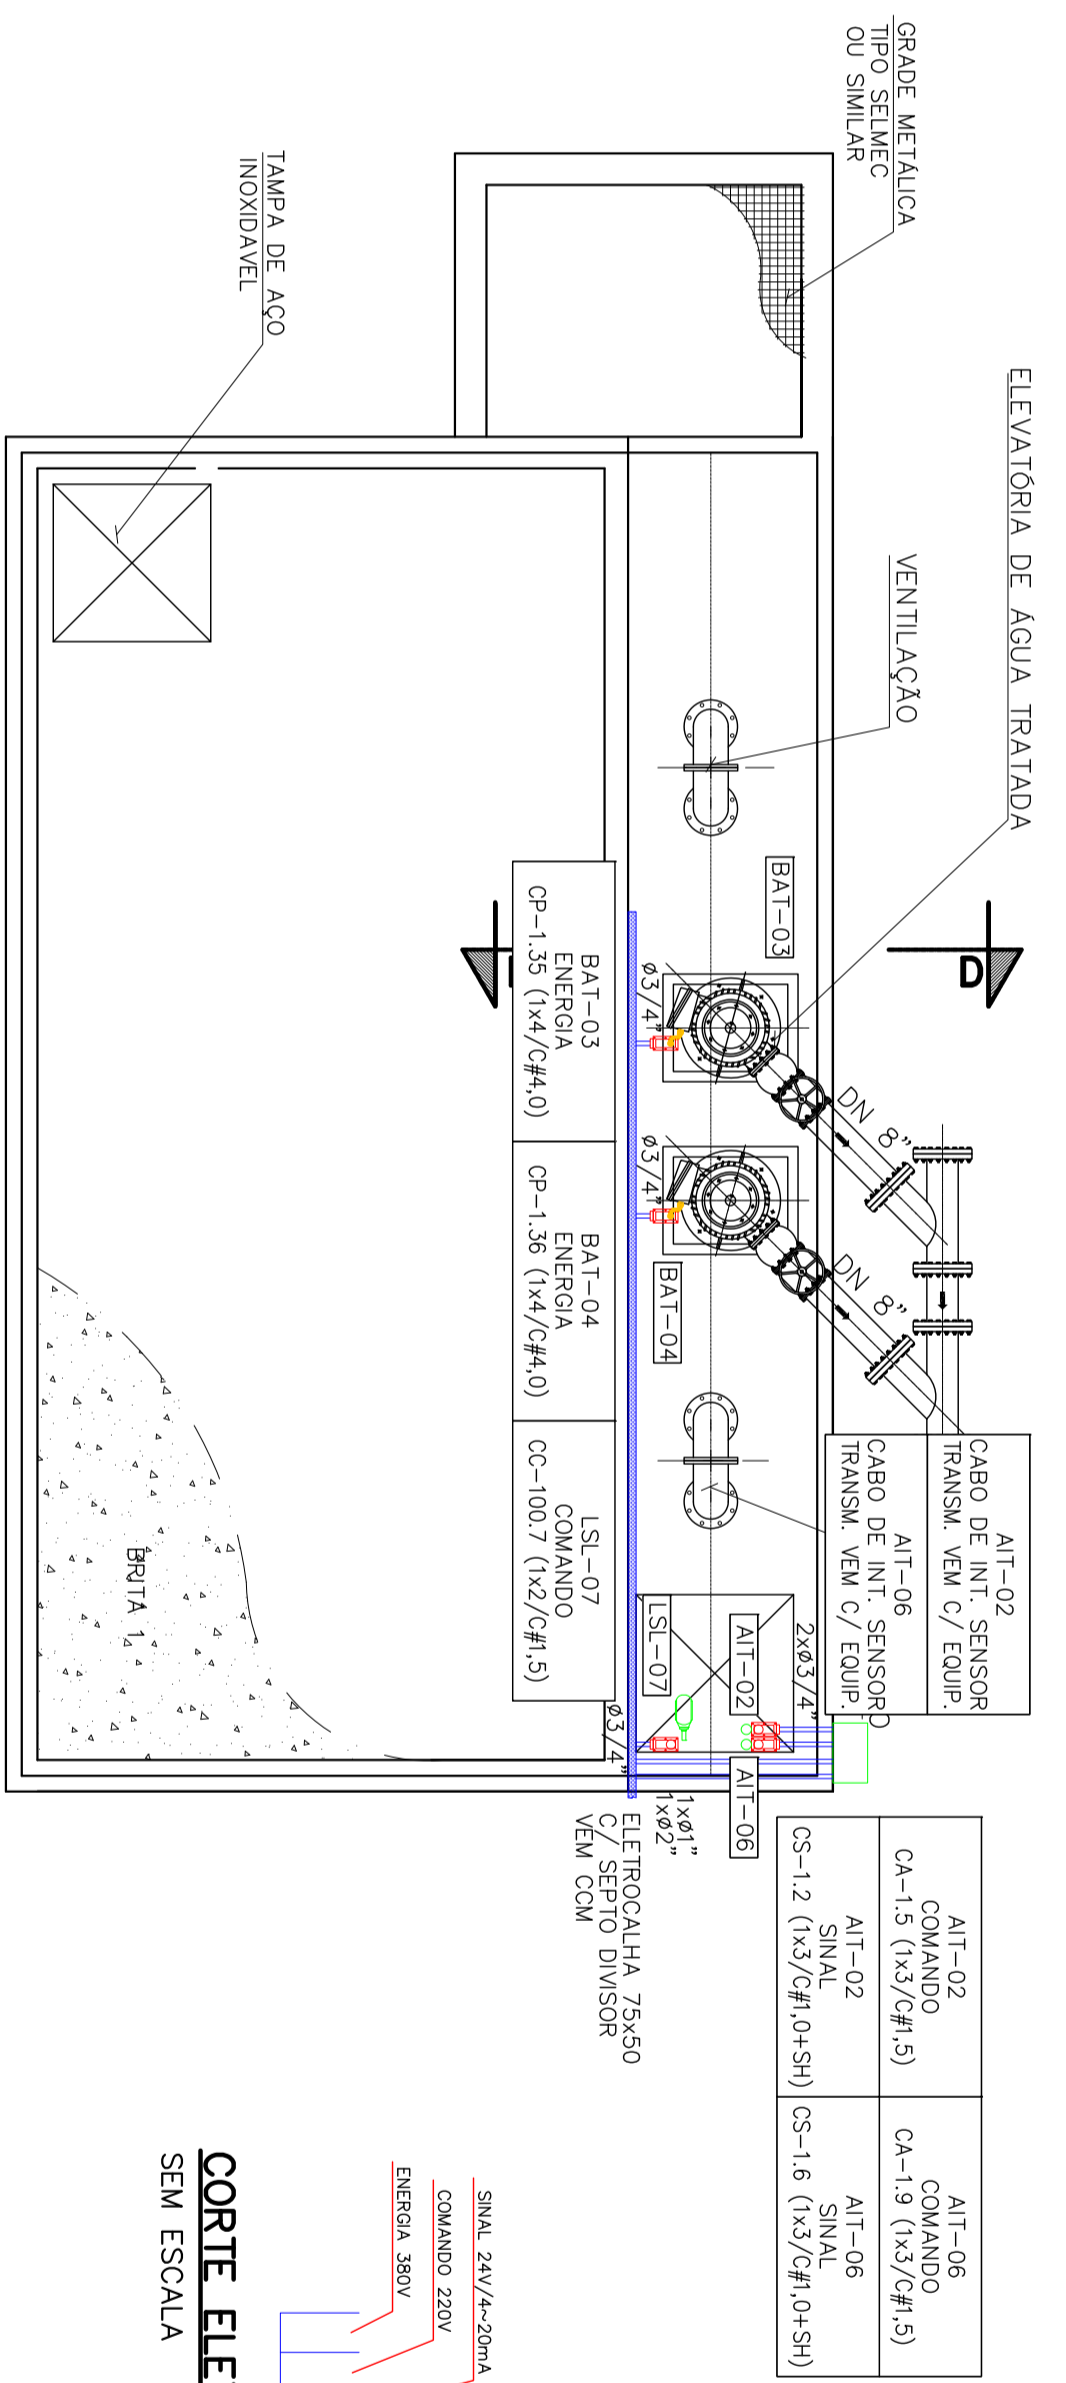 GRADE METÁLICA
TIPO SELMEC
OU SIMILAR
TAMPA DE AÇO
INOXIDAVEL
ELEVATÓRIA DE ÁGUA TRATADA
VENTILAÇÃO
BAT-03
D
DN 8"
DN 8"
ø3/4"
ø3/4"
BAT-04
BAT-03
ENERGIA
CP-1.35 (1x4/C#4,0)
BAT-04
ENERGIA
CP-1.36 (1x4/C#4,0)
LSL-07
COMANDO
CC-100.7 (1x2/C#1,5)
AIT-02
CABO DE INT. SENSOR
TRANSM. VEM C/ EQUIP.
AIT-06
CABO DE INT. SENSOR
TRANSM. VEM C/ EQUIP.
2xø3/4"
AIT-02
LSL-07
AIT-06
ø3/4"
1xø1"
1xø2"
BRITA 1
ELETROCALHA 75x50
C/ SEPTO DIVISOR
VEM CCM
AIT-02
COMANDO
CA-1.5 (1x3/C#1,5)
AIT-06
COMANDO
CA-1.9 (1x3/C#1,5)
AIT-02
SINAL
CS-1.2 (1x3/C#1,0+SH)
AIT-06
SINAL
CS-1.6 (1x3/C#1,0+SH)
SINAL 24V/4~20mA
COMANDO 220V
ENERGIA 380V
CORTE
SEM ESCALA